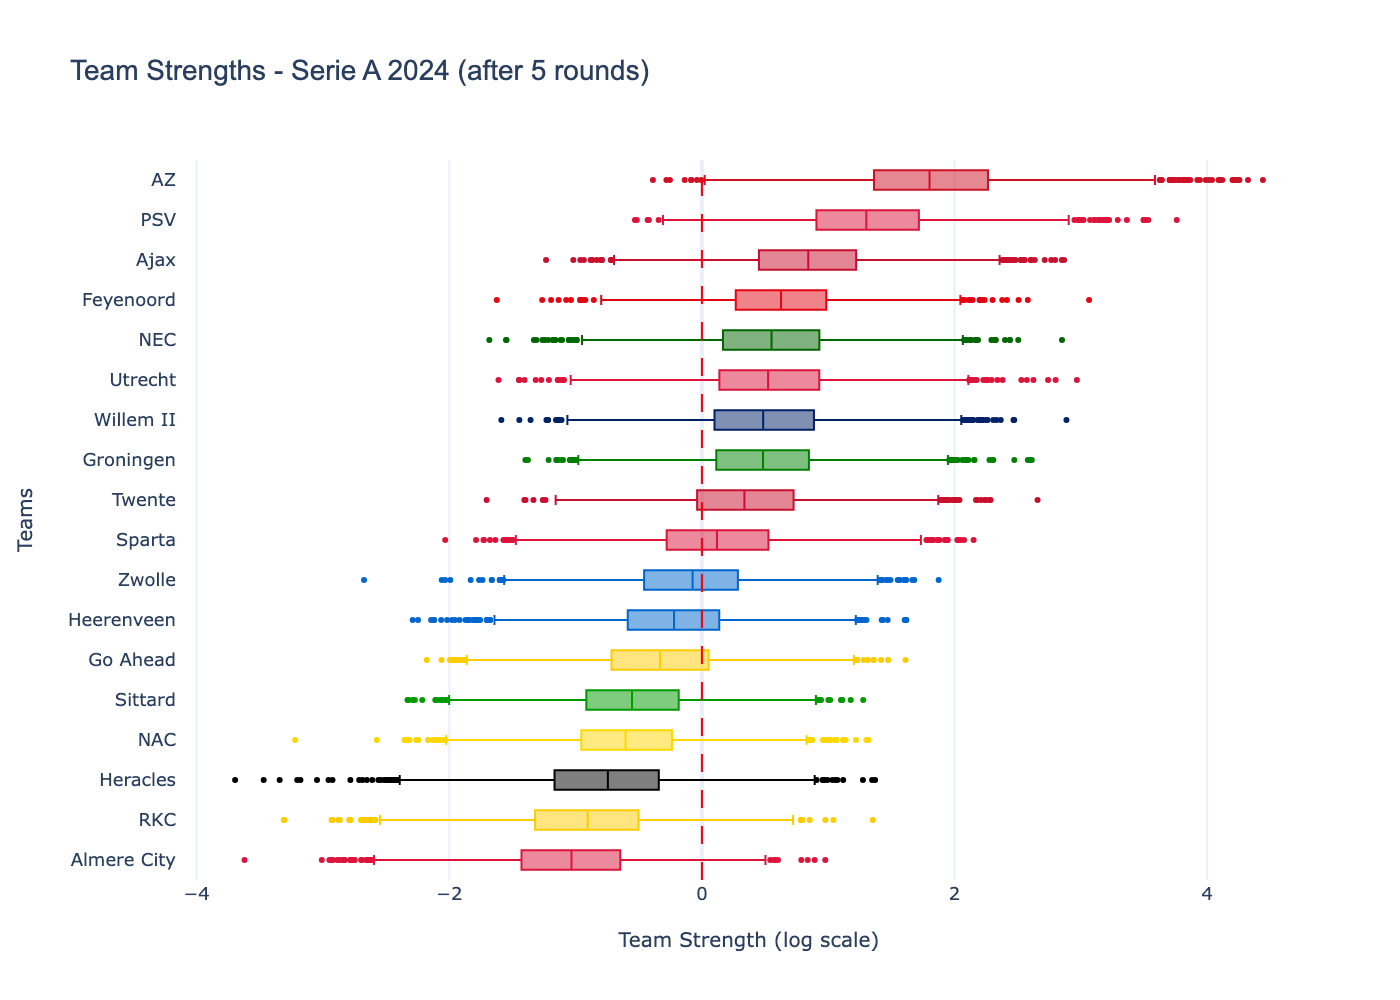 Team Strengths - Serie A 2024 (after 5 rounds)
Teams
AZ
PSV
Ajax
Feyenoord
NEC
Utrecht
Willem II
Groningen
Twente
Sparta
Zwolle
Heerenveen
Go Ahead
Sittard
NAC
Heracles
RKC
Almere City
−4 −2 0 2 4
Team Strength (log scale)